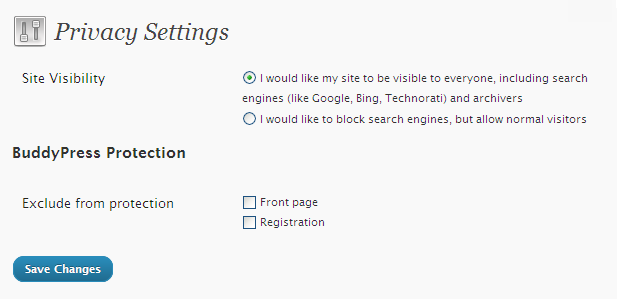 Privacy Settings
Site Visibility
I would like my site to be visible to everyone, including search
engines (like Google, Bing, Technorati) and archivers
I would like to block search engines, but allow normal visitors
BuddyPress Protection
Exclude from protection
Front page
Registration
Save Changes